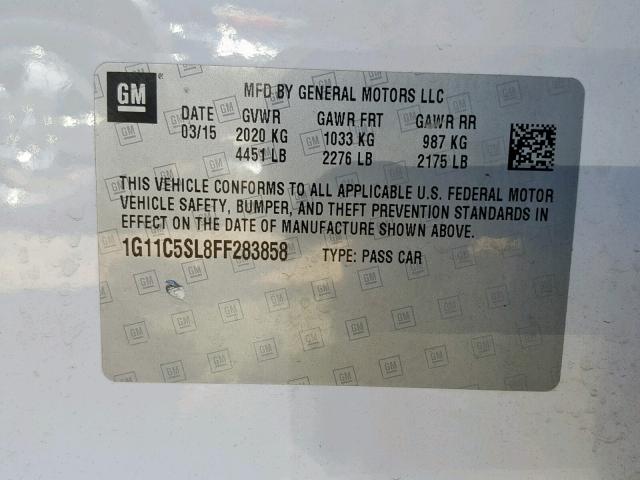 GM
MFD BY GENERAL MOTORS LLC
DATE GVWR GAWR FRT GAWR RR
03/15 2020 KG 1033 KG 987 KG
4451 LB 2276 LB 2175 LB
THIS VEHICLE CONFORMS TO ALL APPLICABLE U.S. FEDERAL MOTOR
VEHICLE SAFETY, BUMPER, AND THEFT PREVENTION STANDARDS IN
EFFECT ON THE DATE OF MANUFACTURE SHOWN ABOVE.
1G11C5SL8FF283858 TYPE: PASS CAR